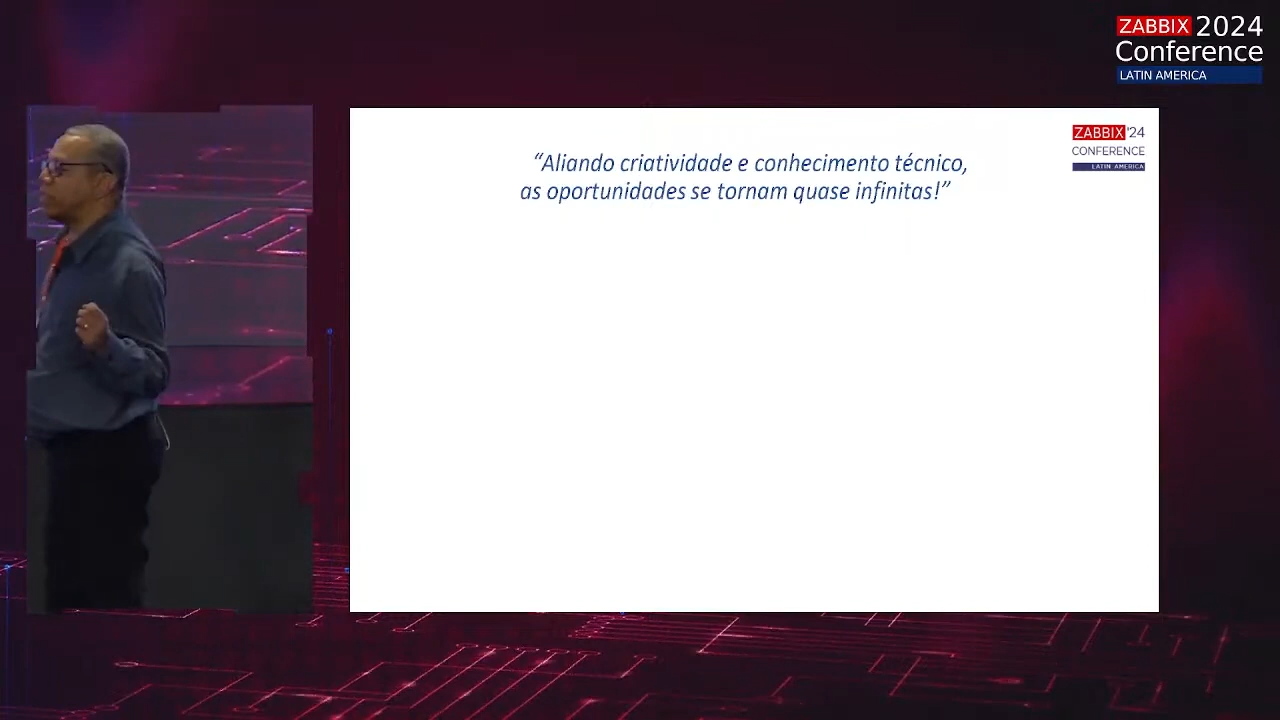 ZABBIX 2024
Conference
LATIN AMERICA
ZABBIX '24
CONFERENCE
LATIN AMERICA
“Aliando criatividade e conhecimento técnico,
as oportunidades se tornam quase infinitas!”